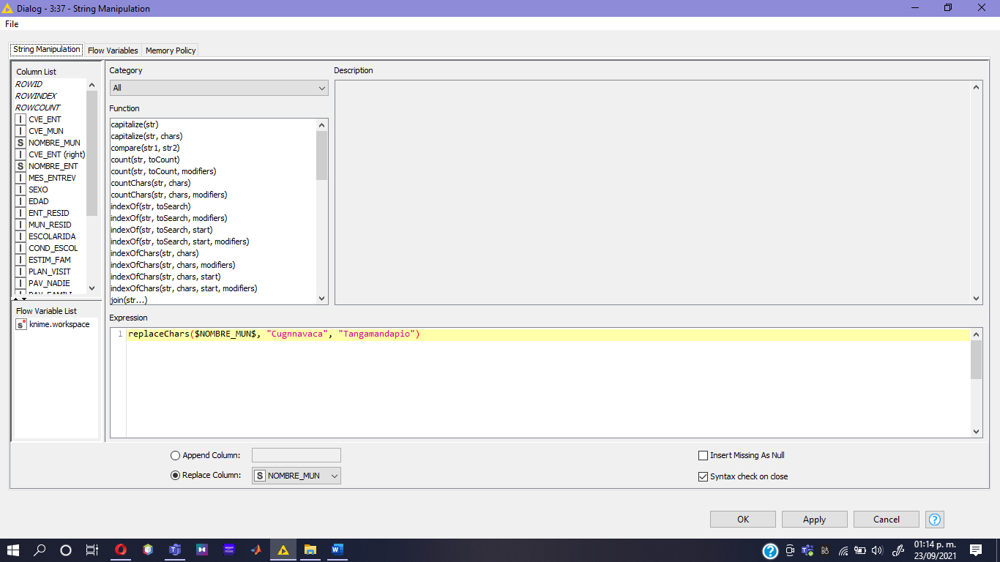 Dialog - 3:37 - String Manipulation
File
String Manipulation
Flow Variables
Memory Policy
Column List
ROWID
ROWINDEX
ROWCOUNT
I CVE_ENT
I CVE_MUN
S NOMBRE_MUN
I CVE_ENT (right)
S NOMBRE_ENT
I MES_ENTREV
I SEXO
I EDAD
I ENT_RESID
I MUN_RESID
I ESCOLARIDA
I COND_ESCOL
I ESTIM_FAM
I PLAN_VISIT
I PAV_NADIE
Flow Variable List
s knime.workspace
Category
All
Function
capitalize(str)
capitalize(str, chars)
compare(str1, str2)
count(str, toCount)
count(str, toCount, modifiers)
countChars(str, chars)
countChars(str, chars, modifiers)
indexOf(str, toSearch)
indexOf(str, toSearch, modifiers)
indexOf(str, toSearch, start)
indexOf(str, toSearch, start, modifiers)
indexOfChars(str, chars)
indexOfChars(str, chars, modifiers)
indexOfChars(str, chars, start)
indexOfChars(str, chars, start, modifiers)
join(str...)
Description
Expression
1 replaceChars($NOMBRE_MUN$, "Cugnnavaca", "Tangamandapio")
Append Column:
Replace Column: S NOMBRE_MUN
Insert Missing As Null
Syntax check on close
OK
Apply
Cancel
?
01:14 p. m.
23/09/2021